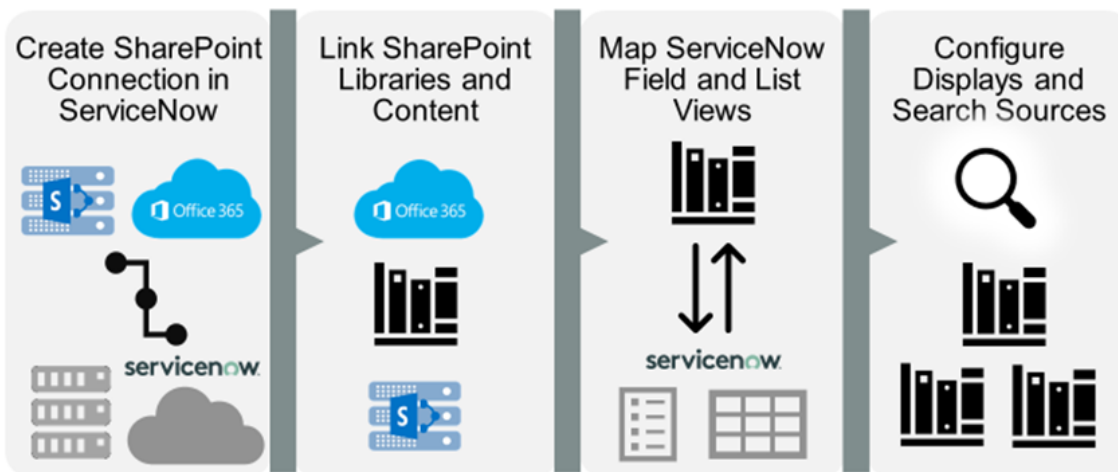 Create SharePoint
Connection in
ServiceNow
S
Office 365
servicenow
Link SharePoint
Libraries and
Content
Office 365
S
Map ServiceNow
Field and List
Views
servicenow
Configure
Displays and
Search Sources